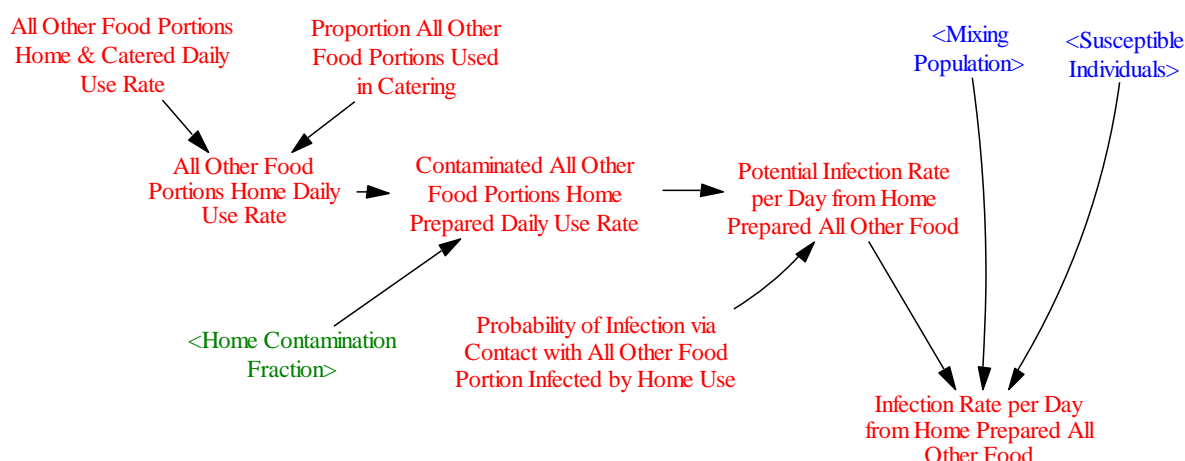 All Other Food Portions
Home & Catered Daily
Use Rate
Proportion All Other
Food Portions Used
in Catering
<Mixing
Population>
<Susceptible
Individuals>
All Other Food
Portions Home Daily
Use Rate
Contaminated All Other
Food Portions Home
Prepared Daily Use Rate
Potential Infection Rate
per Day from Home
Prepared All Other Food
<Home Contamination
Fraction>
Probability of Infection via
Contact with All Other Food
Portion Infected by Home Use
Infection Rate per Day
from Home Prepared All
Other Food